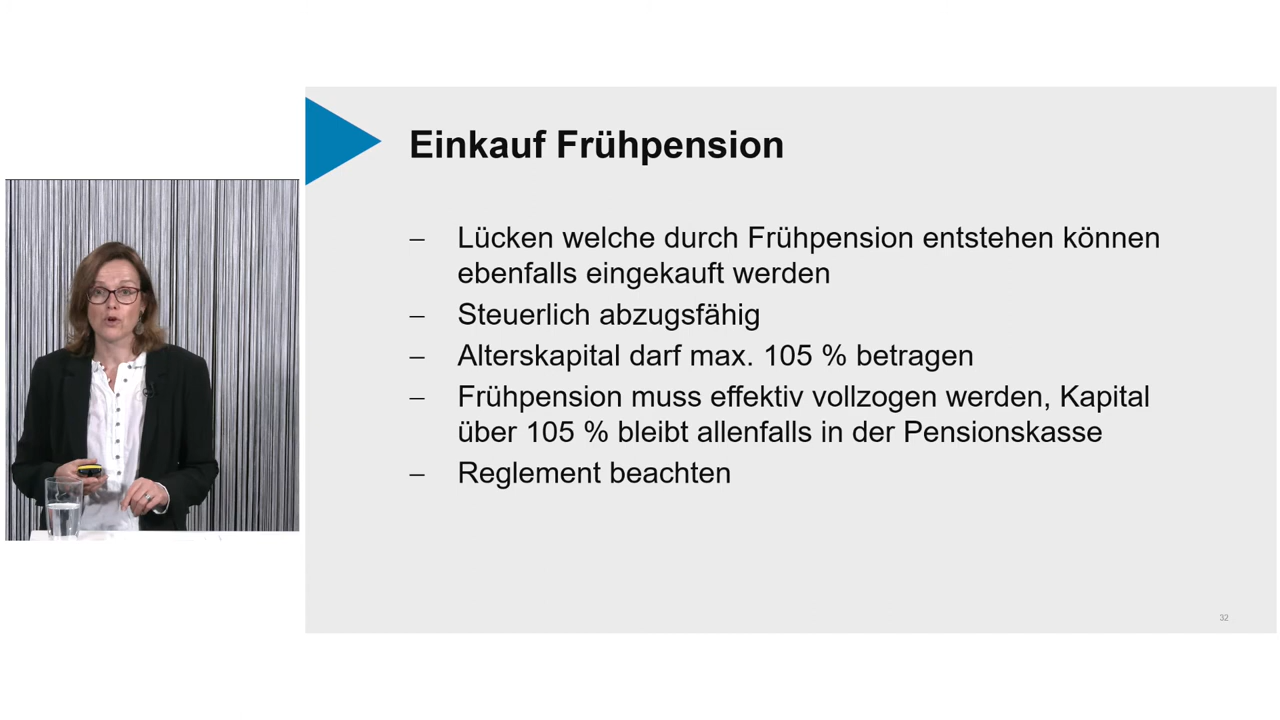 Einkauf Frühpension
– Lücken welche durch Frühpension entstehen können
ebenfalls eingekauft werden
– Steuerlich abzugsfähig
– Alterskapital darf max. 105 % betragen
– Frühpension muss effektiv vollzogen werden, Kapital
über 105 % bleibt allenfalls in der Pensionskasse
– Reglement beachten
32